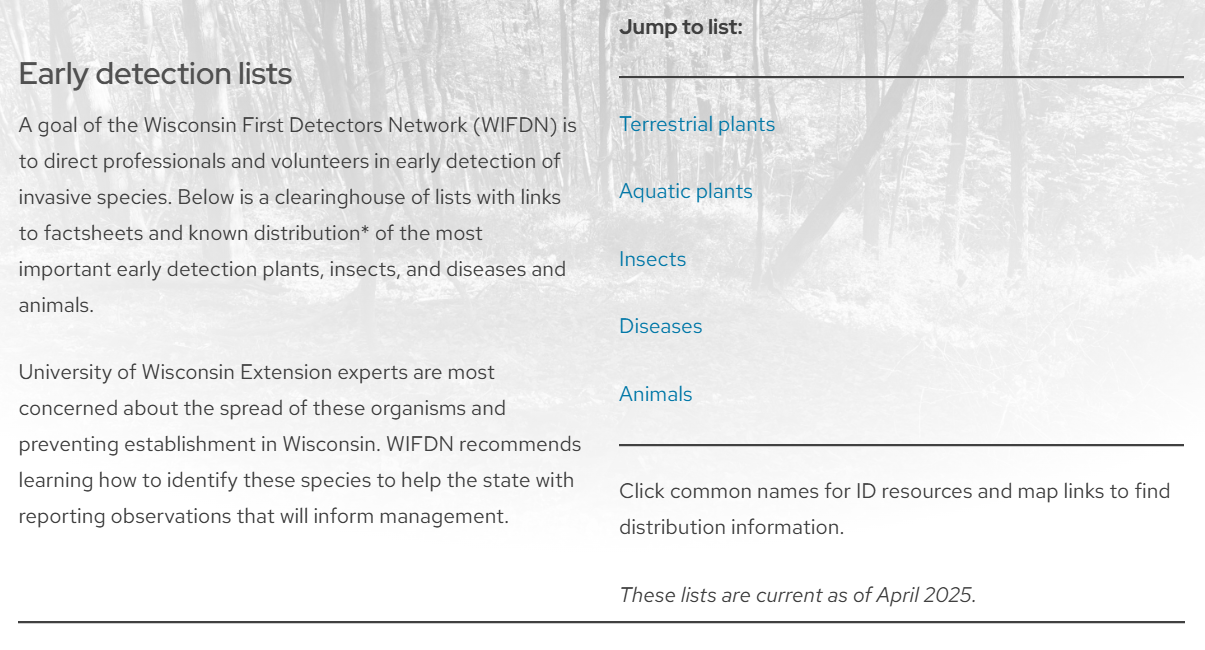 Early detection lists
A goal of the Wisconsin First Detectors Network (WIFDN) is
to direct professionals and volunteers in early detection of
invasive species. Below is a clearinghouse of lists with links
to factsheets and known distribution* of the most
important early detection plants, insects, and diseases and
animals.
University of Wisconsin Extension experts are most
concerned about the spread of these organisms and
preventing establishment in Wisconsin. WIFDN recommends
learning how to identify these species to help the state with
reporting observations that will inform management.
Jump to list:
Terrestrial plants
Aquatic plants
Insects
Diseases
Animals
Click common names for ID resources and map links to find
distribution information.
These lists are current as of April 2025.